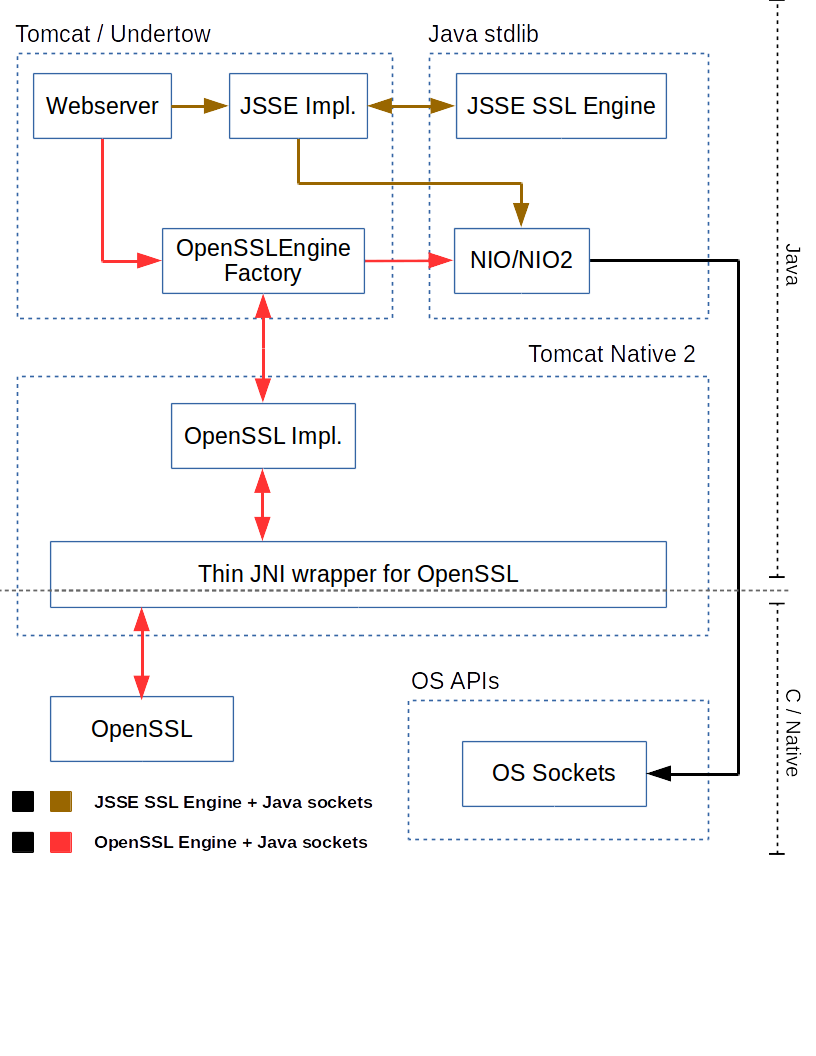 Tomcat / Undertow
Java stdlib
Webserver
JSSE Impl.
JSSE SSL Engine
OpenSSLEngine
Factory
NIO/NIO2
Java
Tomcat Native 2
OpenSSL Impl.
Thin JNI wrapper for OpenSSL
OpenSSL
OS APIs
OS Sockets
C / Native
JSSE SSL Engine + Java sockets
OpenSSL Engine + Java sockets